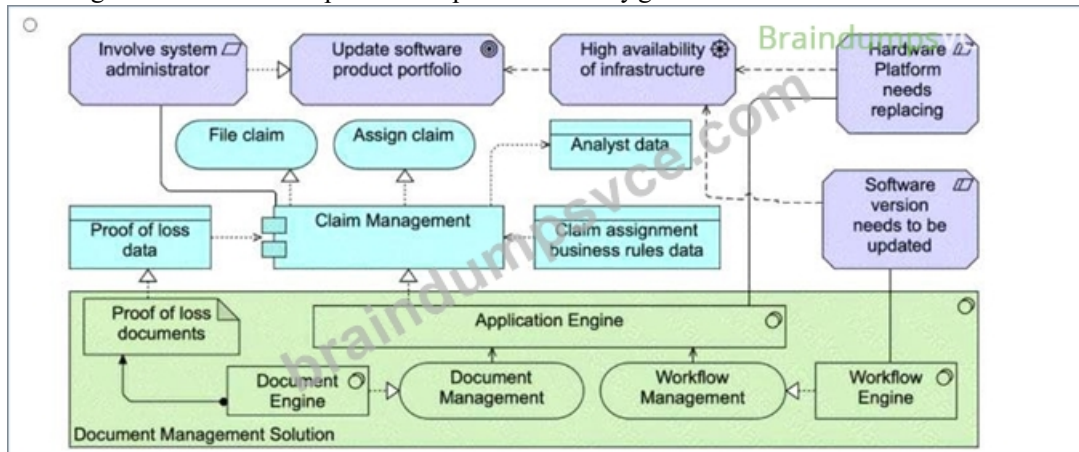 Involve system
administrator
Update software
product portfolio
High availability
of infrastructure
Braindumpsvce
Hardware
Platform
needs
replacing
File claim
Assign claim
Analyst data
Software
version
needs to be
updated
Proof of loss
data
Claim Management
Claim assignment
business rules data
braindumpsvce.com
Proof of loss
documents
Application Engine
Document
Engine
Document
Management
Workflow
Management
Workflow
Engine
Document Management Solution